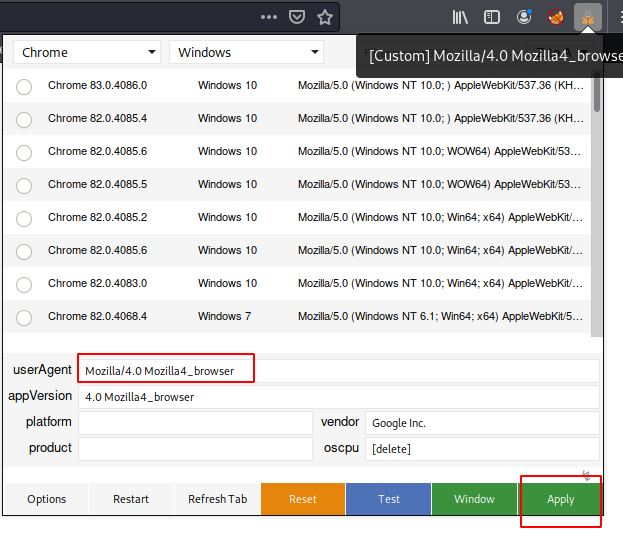 [Custom] Mozilla/4.0 Mozilla4_browse
Chrome Windows
Chrome 83.0.4086.0 Windows 10 Mozilla/5.0 (Windows NT 10.0; ) AppleWebKit/537.36 (KH...
Chrome 82.0.4085.4 Windows 10 Mozilla/5.0 (Windows NT 10.0; ) AppleWebKit/537.36 (KH...
Chrome 82.0.4085.6 Windows 10 Mozilla/5.0 (Windows NT 10.0; WOW64) AppleWebKit/53...
Chrome 82.0.4085.5 Windows 10 Mozilla/5.0 (Windows NT 10.0; WOW64) AppleWebKit/53...
Chrome 82.0.4085.2 Windows 10 Mozilla/5.0 (Windows NT 10.0; Win64; x64) AppleWebKit/...
Chrome 82.0.4085.6 Windows 10 Mozilla/5.0 (Windows NT 10.0; Win64; x64) AppleWebKit/...
Chrome 82.0.4083.0 Windows 10 Mozilla/5.0 (Windows NT 10.0; Win64; x64) AppleWebKit/...
Chrome 82.0.4068.4 Windows 7 Mozilla/5.0 (Windows NT 6.1; Win64; x64) AppleWebKit/5...
userAgent Mozilla/4.0 Mozilla4_browser
appVersion 4.0 Mozilla4_browser
platform vendor Google Inc.
product oscpu [delete]
Options Restart Refresh Tab Reset Test Window Apply